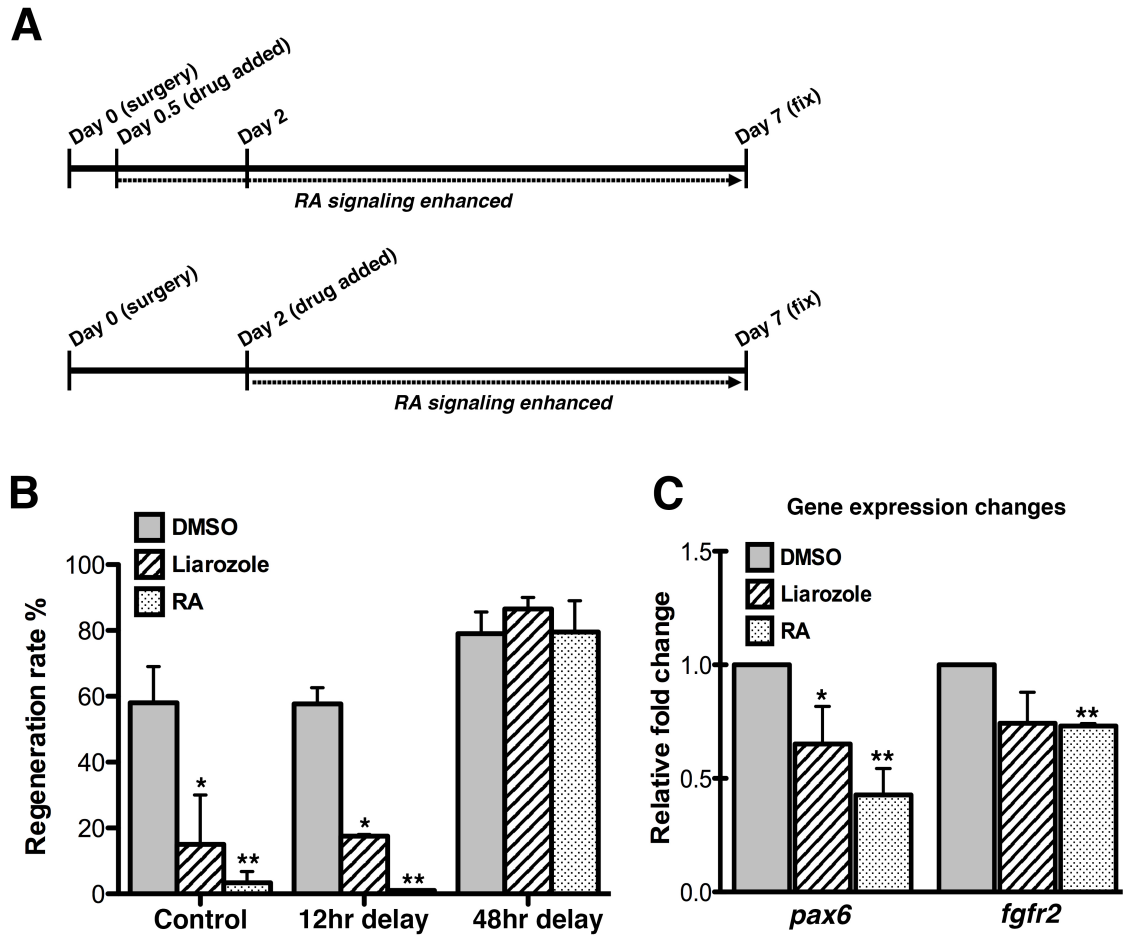 A
Day 0 (surgery)
Day 0.5 (drug added)
Day 2
Day 7 (fix)
RA signaling enhanced
Day 0 (surgery)
Day 2 (drug added)
Day 7 (fix)
RA signaling enhanced
B
DMSO
Liarozole
RA
Regeneration rate %
100
80
60
40
20
0
*
**
*
**
Control
12hr delay
48hr delay
C
Gene expression changes
DMSO
Liarozole
RA
Relative fold change
1.5
1.0
0.5
0.0
*
**
**
pax6
fgfr2